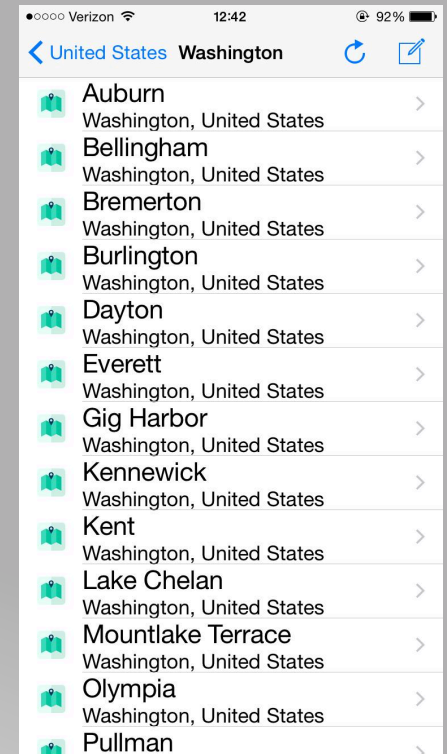 Verizon 12:42 92%
United States Washington
Auburn
Washington, United States
Bellingham
Washington, United States
Bremerton
Washington, United States
Burlington
Washington, United States
Dayton
Washington, United States
Everett
Washington, United States
Gig Harbor
Washington, United States
Kennewick
Washington, United States
Kent
Washington, United States
Lake Chelan
Washington, United States
Mountlake Terrace
Washington, United States
Olympia
Washington, United States
Pullman